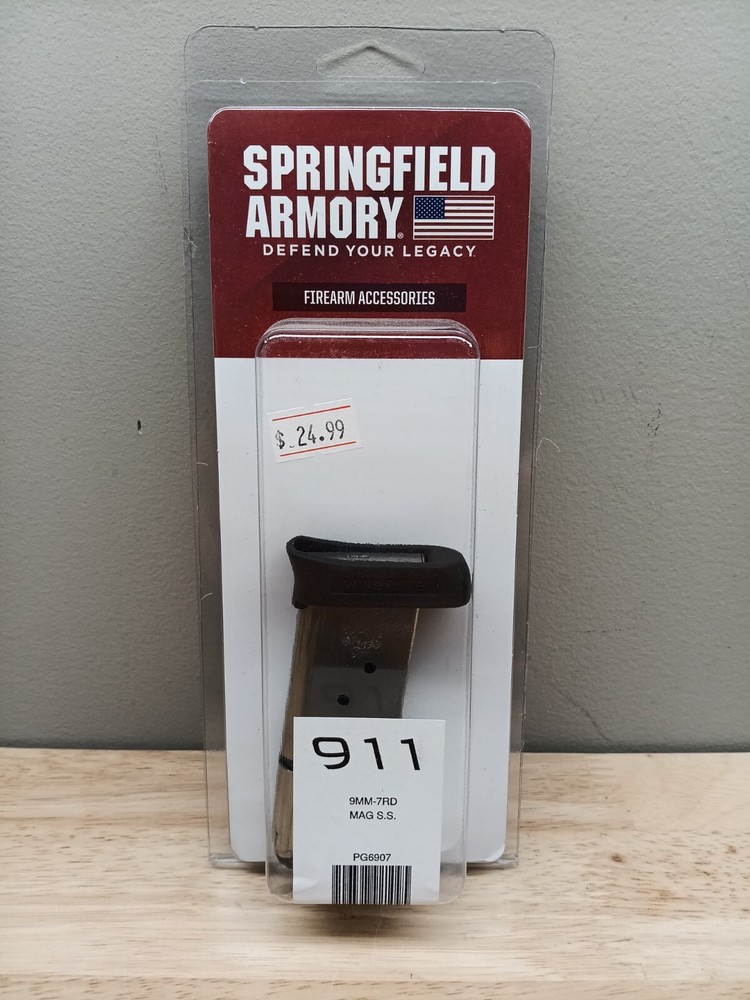 SPRINGFIELD
ARMORY®
DEFEND YOUR LEGACY
FIREARM ACCESSORIES
$.24.99
911
9MM-7RD
MAG S.S.
PG6907